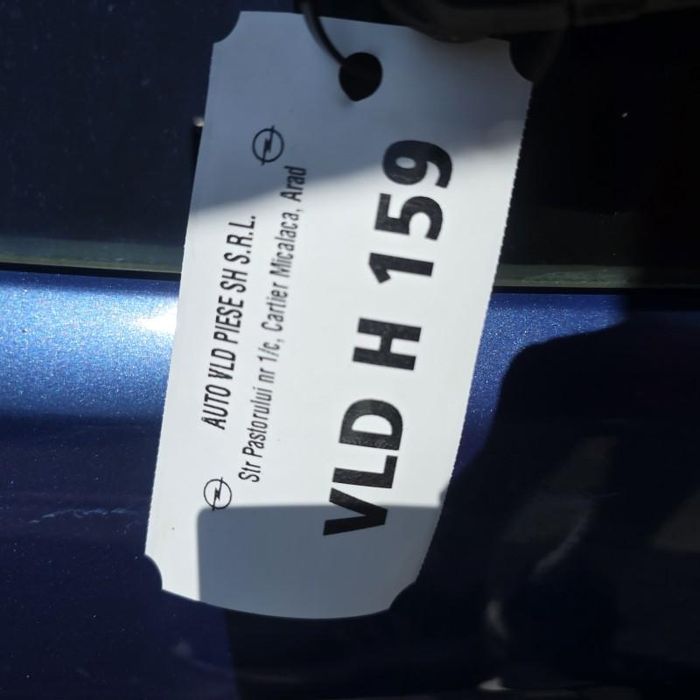 AUTO VLD PIESE SH S.R.L.
Str Pastorului nr 1/c, Cartier Micalaca, Arad
VLD H 159